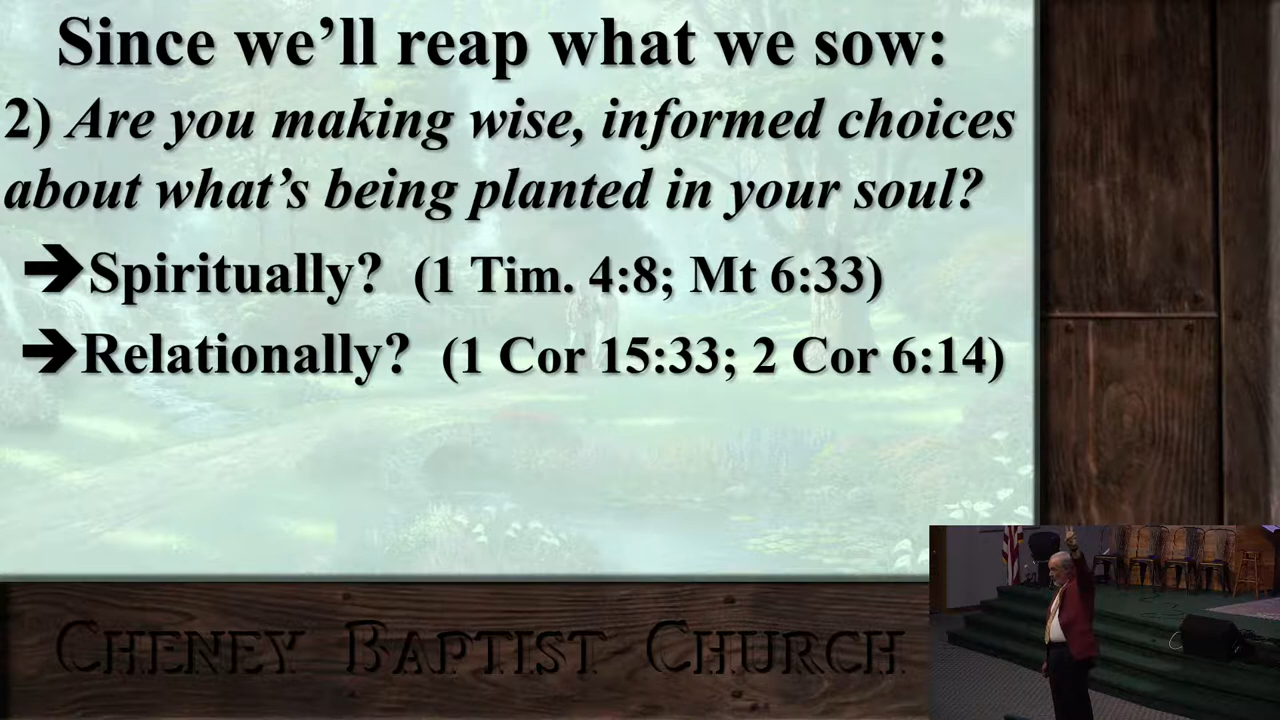 Since we’ll reap what we sow:
2) Are you making wise, informed choices
about what’s being planted in your soul?
➔Spiritually? (1 Tim. 4:8; Mt 6:33)
➔Relationally? (1 Cor 15:33; 2 Cor 6:14)
CHENEY BAPTIST CHURCH